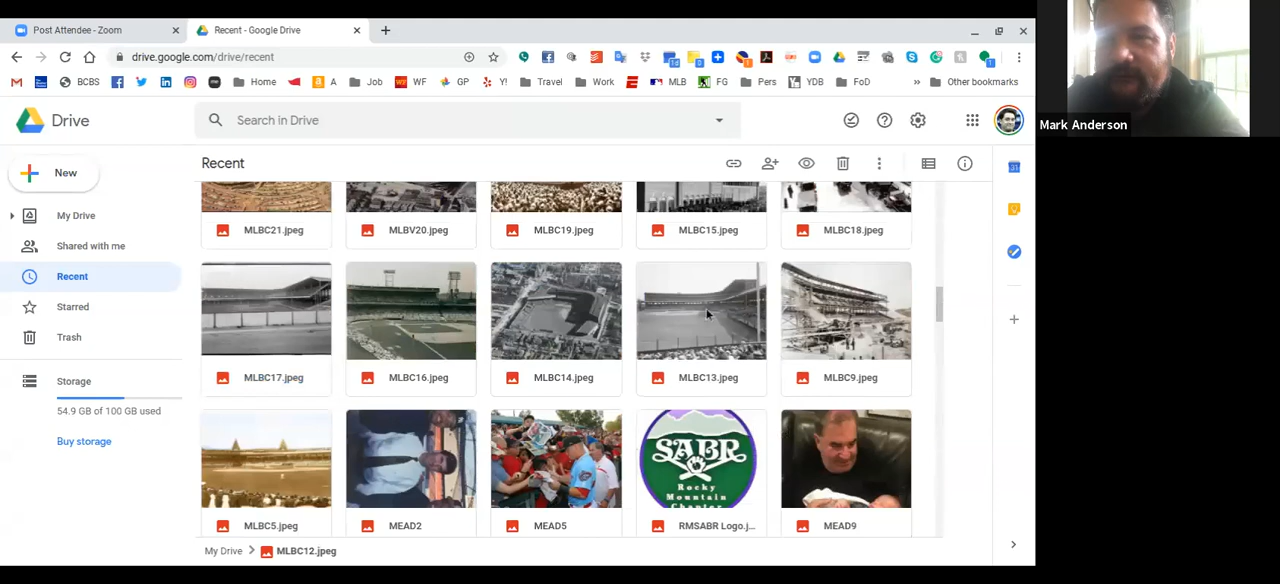 Post Attendee - Zoom
Recent - Google Drive
drive.google.com/drive/recent
BCBS
A
Home
Job
WF
GP
Y!
Travel
Work
MLB
FG
Pers
YDB
FoD
Other bookmarks
Drive
Search in Drive
Mark Anderson
New
My Drive
Shared with me
Recent
Starred
Trash
Storage
54.9 GB of 100 GB used
Buy storage
Recent
MLBC21.jpeg
MLBV20.jpeg
MLBC19.jpeg
MLBC15.jpeg
MLBC18.jpeg
MLBC17.jpeg
MLBC16.jpeg
MLBC14.jpeg
MLBC13.jpeg
MLBC9.jpeg
SABR
Rocky
Mountain
MLBC5.jpeg
MEAD2
MEAD5
RMSABR Logo.j...
MEAD9
My Drive
MLBC12.jpeg